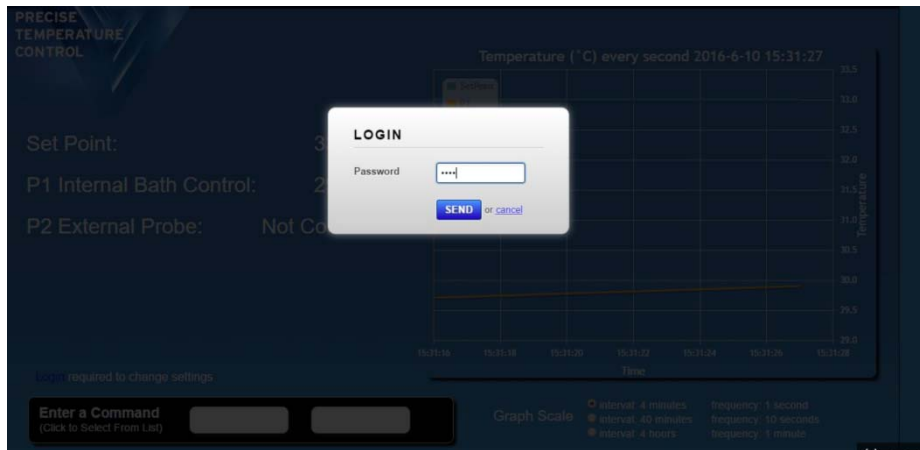 PRECISE
TEMPERATURE
CONTROL
Temperature (°C) every second 2016-6-10 15:31:27
SetPoint
P1
33.5
33.0
32.5
32.0
31.5
31.0
30.5
30.0
29.5
29.0
Temperature
Set Point: 3
P1 Internal Bath Control: 2
P2 External Probe: Not Co
LOGIN
Password ••••
SEND or cancel
15:31:16 15:31:18 15:31:20 15:31:22 15:31:24 15:31:26 15:31:28
Time
Login required to change settings
Enter a Command
(Click to Select From List)
Graph Scale
interval: 4 minutes frequency: 1 second
interval: 40 minutes frequency: 10 seconds
interval: 4 hours frequency: 1 minute